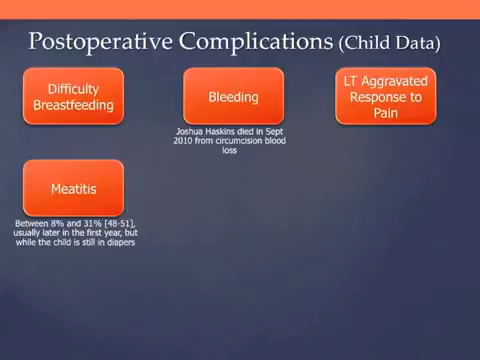 Postoperative Complications (Child Data)
Difficulty
Breastfeeding
Bleeding
Joshua Haskins died in Sept
2010 from circumcision blood
loss
LT Aggravated
Response to
Pain
Meatitis
Between 8% and 31% [48-51],
usually later in the first year, but
while the child is still in diapers